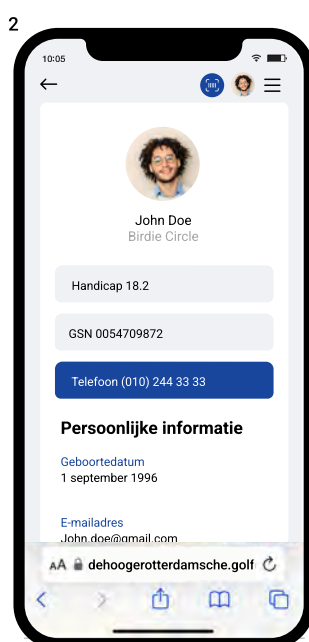 2
10:05
John Doe
Birdie Circle
Handicap 18.2
GSN 0054709872
Telefoon (010) 244 33 33
Persoonlijke informatie
Geboortedatum
1 september 1996
E-mailadres
John.doe@gmail.com
AA dehoogerotterdamsche.golf